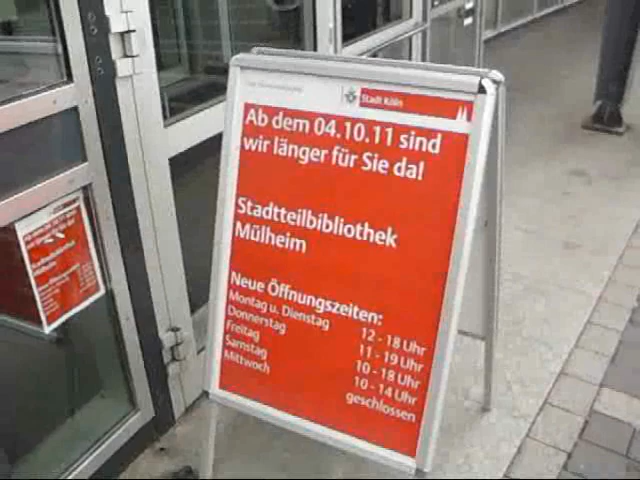 Stadt Köln
Ab dem 04.10.11 sind
wir länger für Sie da!
Stadtteilbibliothek
Mülheim
Neue Öffnungszeiten:
Montag u. Dienstag 12 - 18 Uhr
Donnerstag 11 - 19 Uhr
Freitag 10 - 18 Uhr
Samstag 10 - 14 Uhr
Mittwoch geschlossen